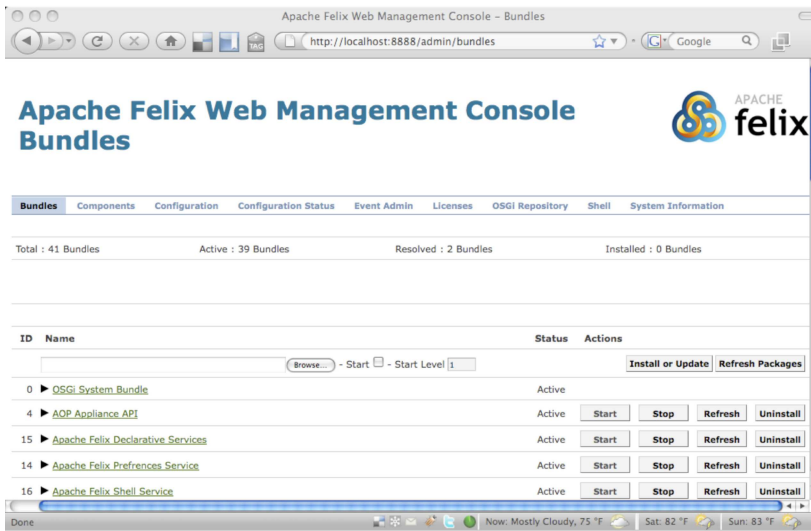 Apache Felix Web Management Console – Bundles
TAG
http://localhost:8888/admin/bundles
G
Google
Apache Felix Web Management Console
Bundles
APACHE
felix
Bundles Components Configuration Configuration Status Event Admin Licenses OSGi Repository Shell System Information
Total : 41 Bundles Active : 39 Bundles Resolved : 2 Bundles Installed : 0 Bundles
ID Name Status Actions
Browse... - Start - Start Level 1 Install or Update Refresh Packages
0 OSGi System Bundle Active
4 AOP Appliance API Active Start Stop Refresh Uninstall
15 Apache Felix Declarative Services Active Start Stop Refresh Uninstall
14 Apache Felix Prefrences Service Active Start Stop Refresh Uninstall
16 Apache Felix Shell Service Active Start Stop Refresh Uninstall
Done Now: Mostly Cloudy, 75 °F Sat: 82 °F Sun: 83 °F